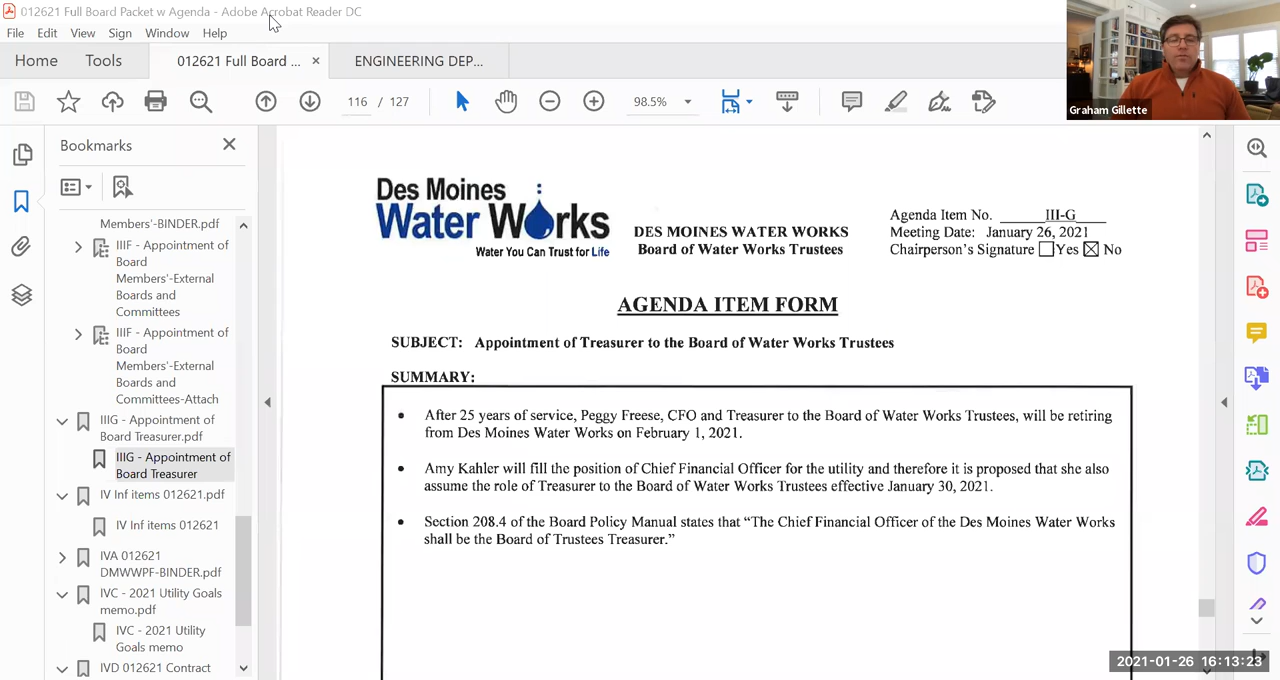 012621 Full Board Packet w Agenda - Adobe Acrobat Reader DC
File Edit View Sign Window Help
Home Tools 012621 Full Board ... × ENGINEERING DEP...
116 / 127 98.5%
Graham Gillette
Bookmarks
Members'-BINDER.pdf
IIIF - Appointment of
Board
Members'-External
Boards and
Committees
IIIF - Appointment of
Board
Members'-External
Boards and
Committees-Attach
IIIG - Appointment of
Board Treasurer.pdf
IIIG - Appointment of
Board Treasurer
IV Inf items 012621.pdf
IV Inf items 012621
IVA 012621
DMWWPF-BINDER.pdf
IVC - 2021 Utility Goals
memo.pdf
IVC - 2021 Utility
Goals memo
IVD 012621 Contract
Des Moines
Water Works
Water You Can Trust for Life
DES MOINES WATER WORKS
Board of Water Works Trustees
Agenda Item No. III-G
Meeting Date: January 26, 2021
Chairperson's Signature ☐ Yes ☒ No
AGENDA ITEM FORM
SUBJECT: Appointment of Treasurer to the Board of Water Works Trustees
SUMMARY:
• After 25 years of service, Peggy Freese, CFO and Treasurer to the Board of Water Works Trustees, will be retiring
from Des Moines Water Works on February 1, 2021.
• Amy Kahler will fill the position of Chief Financial Officer for the utility and therefore it is proposed that she also
assume the role of Treasurer to the Board of Water Works Trustees effective January 30, 2021.
• Section 208.4 of the Board Policy Manual states that “The Chief Financial Officer of the Des Moines Water Works
shall be the Board of Trustees Treasurer.”
2021-01-26 16:13:23